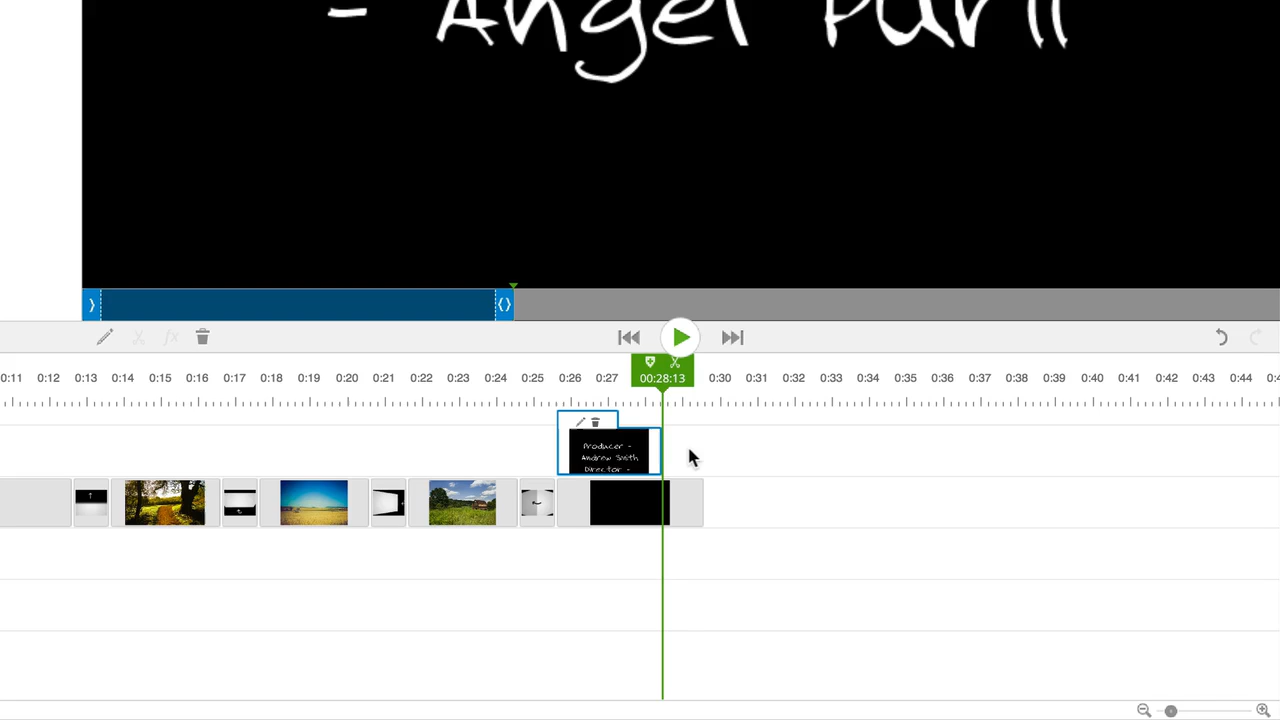 - Angel Purll
0:11 0:12 0:13 0:14 0:15 0:16 0:17 0:18 0:19 0:20 0:21 0:22 0:23 0:24 0:25 0:26 0:27 00:28:13 0:30 0:31 0:32 0:33 0:34 0:35 0:36 0:37 0:38 0:39 0:40 0:41 0:42 0:43 0:44
Producer -
Andrew Smith
Director -